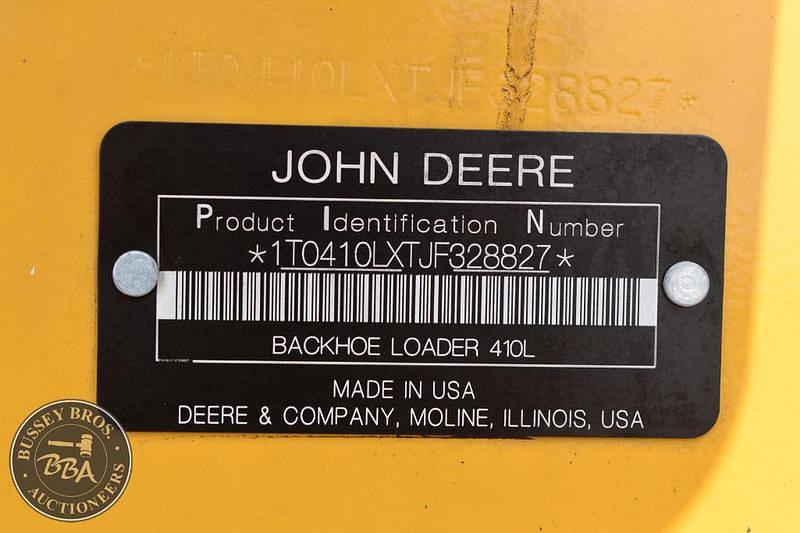 *1T0410LXTJF328827*
JOHN DEERE
Product Identification Number
*1T0410LXTJF328827*
BACKHOE LOADER 410L
MADE IN USA
DEERE & COMPANY, MOLINE, ILLINOIS, USA
BUSSEY BROS.
BBA
AUCTIONEERS